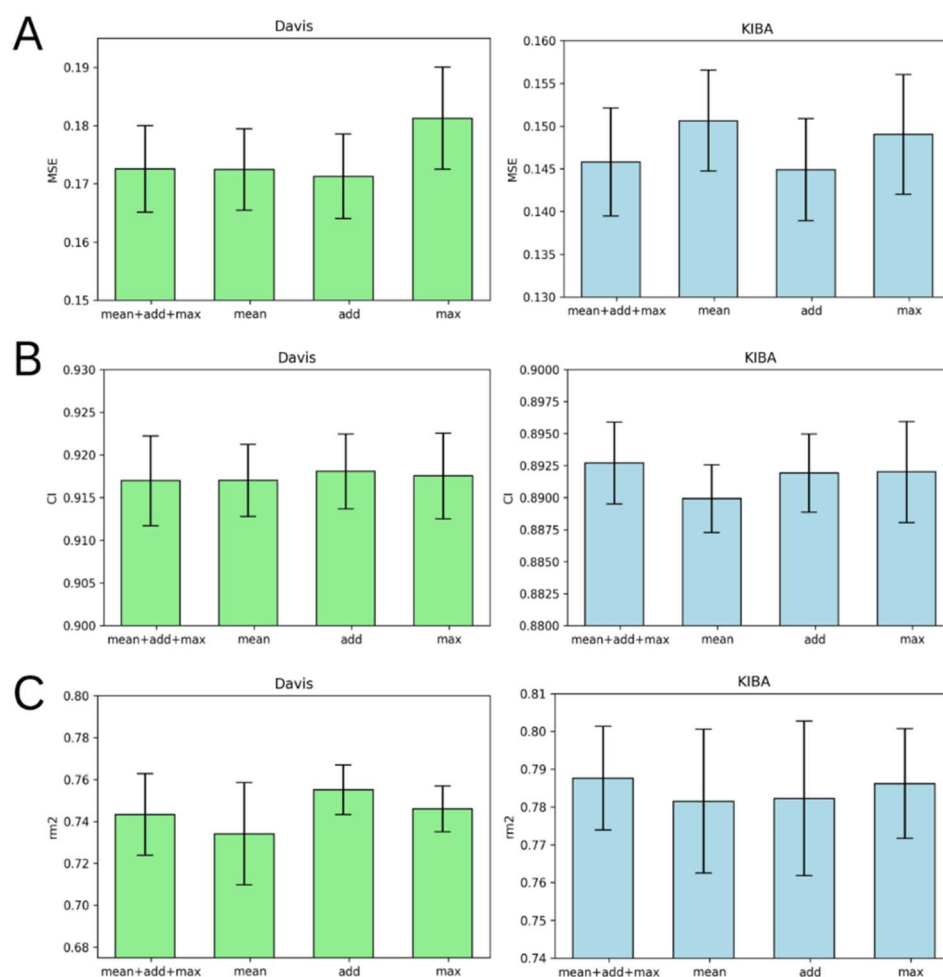 A
Davis
MSE
0.19
0.18
0.17
0.16
0.15
mean+add+max mean add max
KIBA
MSE
0.160
0.155
0.150
0.145
0.140
0.135
0.130
mean+add+max mean add max
B
Davis
CI
0.930
0.925
0.920
0.915
0.910
0.905
0.900
mean+add+max mean add max
KIBA
CI
0.9000
0.8975
0.8950
0.8925
0.8900
0.8875
0.8850
0.8825
0.8800
mean+add+max mean add max
C
Davis
rm2
0.80
0.78
0.76
0.74
0.72
0.70
0.68
mean+add+max mean add max
KIBA
rm2
0.81
0.80
0.79
0.78
0.77
0.76
0.75
0.74
mean+add+max mean add max